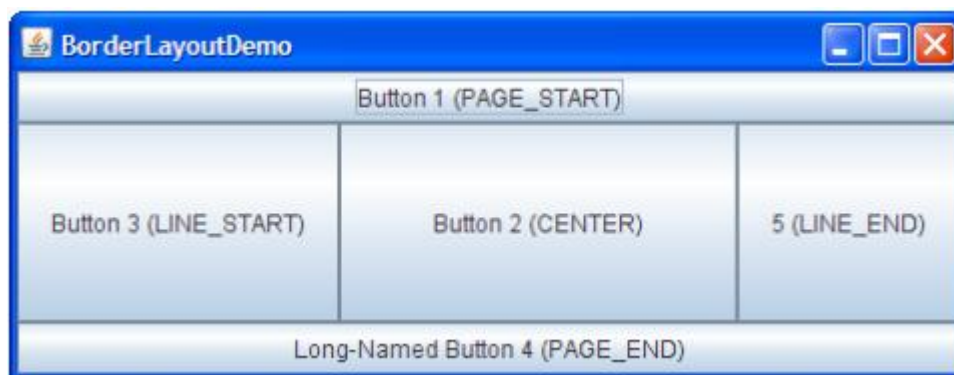 BorderLayoutDemo
Button 1 (PAGE_START)
Button 3 (LINE_START)
Button 2 (CENTER)
5 (LINE_END)
Long-Named Button 4 (PAGE_END)